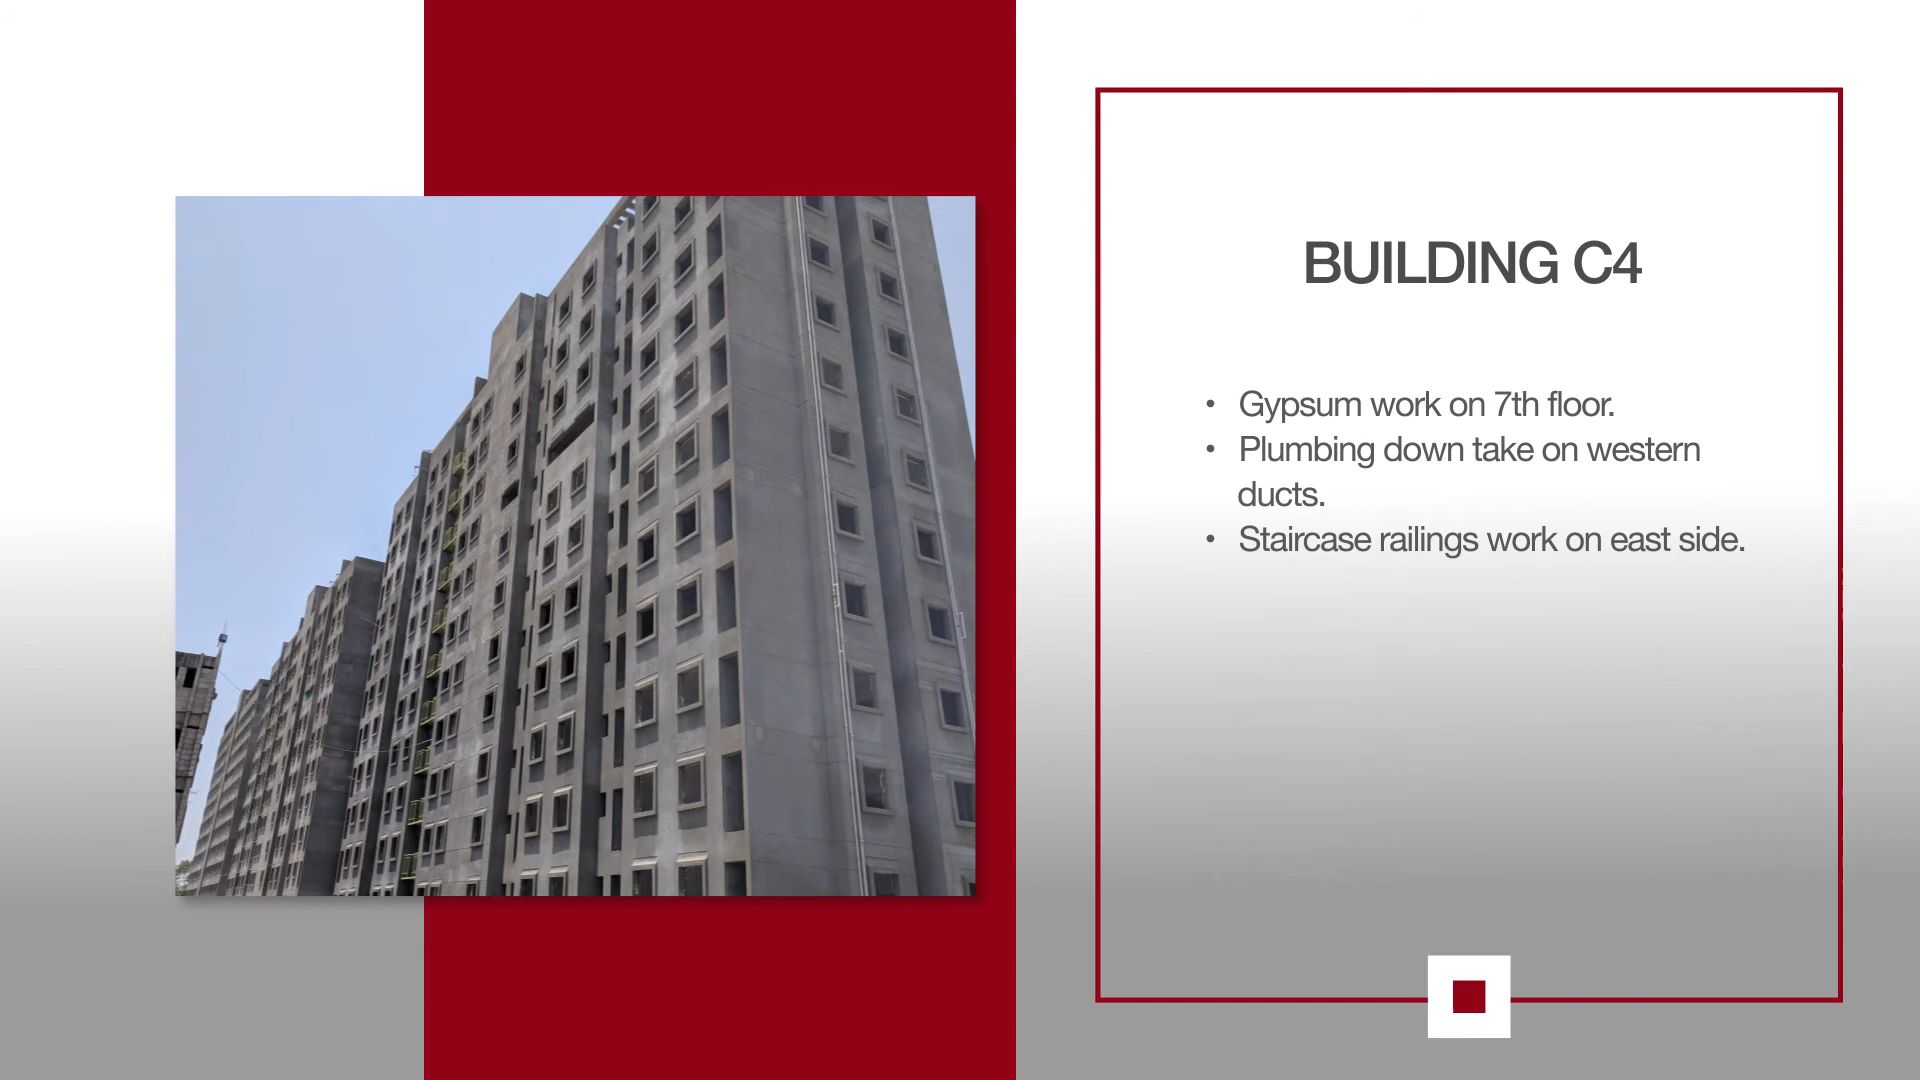 BUILDING C4
• Gypsum work on 7th floor.
• Plumbing down take on western
ducts.
• Staircase railings work on east side.